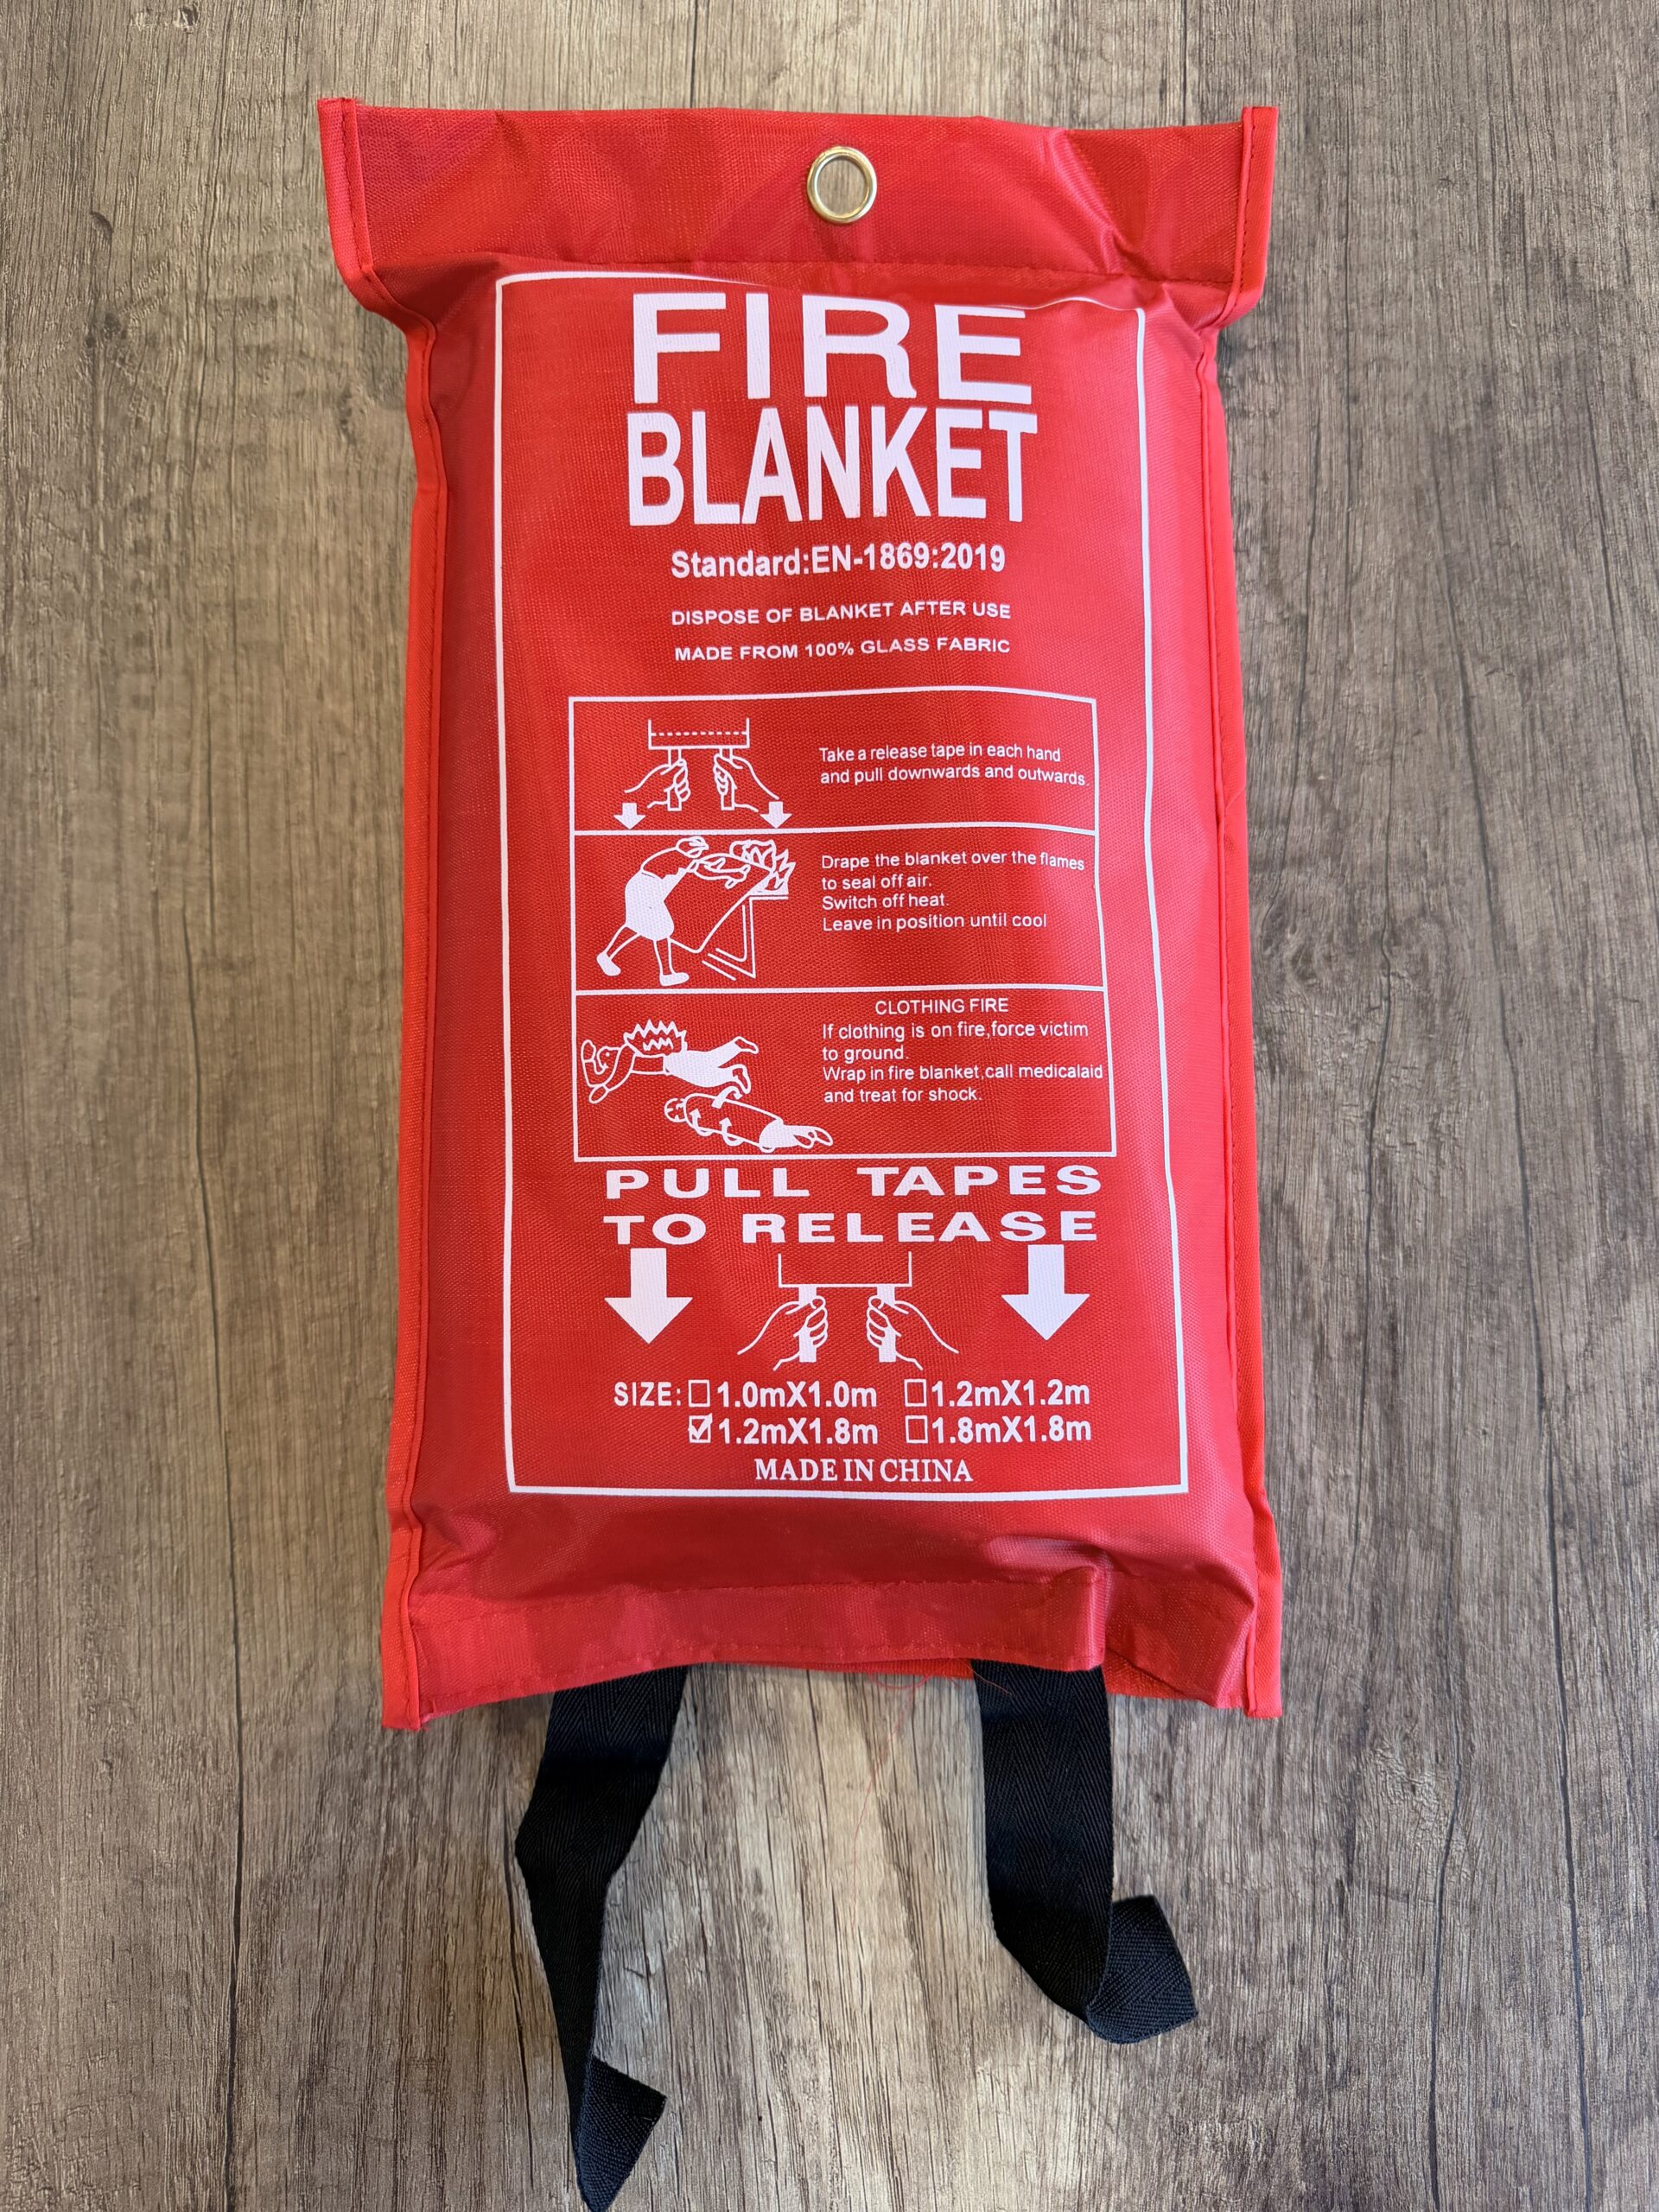 FIRE
BLANKET
Standard:EN-1869:2019
DISPOSE OF BLANKET AFTER USE
MADE FROM 100% GLASS FABRIC
Take a release tape in each hand
and pull downwards and outwards.
Drape the blanket over the flames
to seal off air.
Switch off heat.
Leave in position until cool
CLOTHING FIRE
If clothing is on fire,force victim
to ground.
Wrap in fire blanket,call medicalaid
and treat for shock.
PULL TAPES
TO RELEASE
SIZE: ☐1.0mX1.0m ☐1.2mX1.2m
☑1.2mX1.8m ☐1.8mX1.8m
MADE IN CHINA